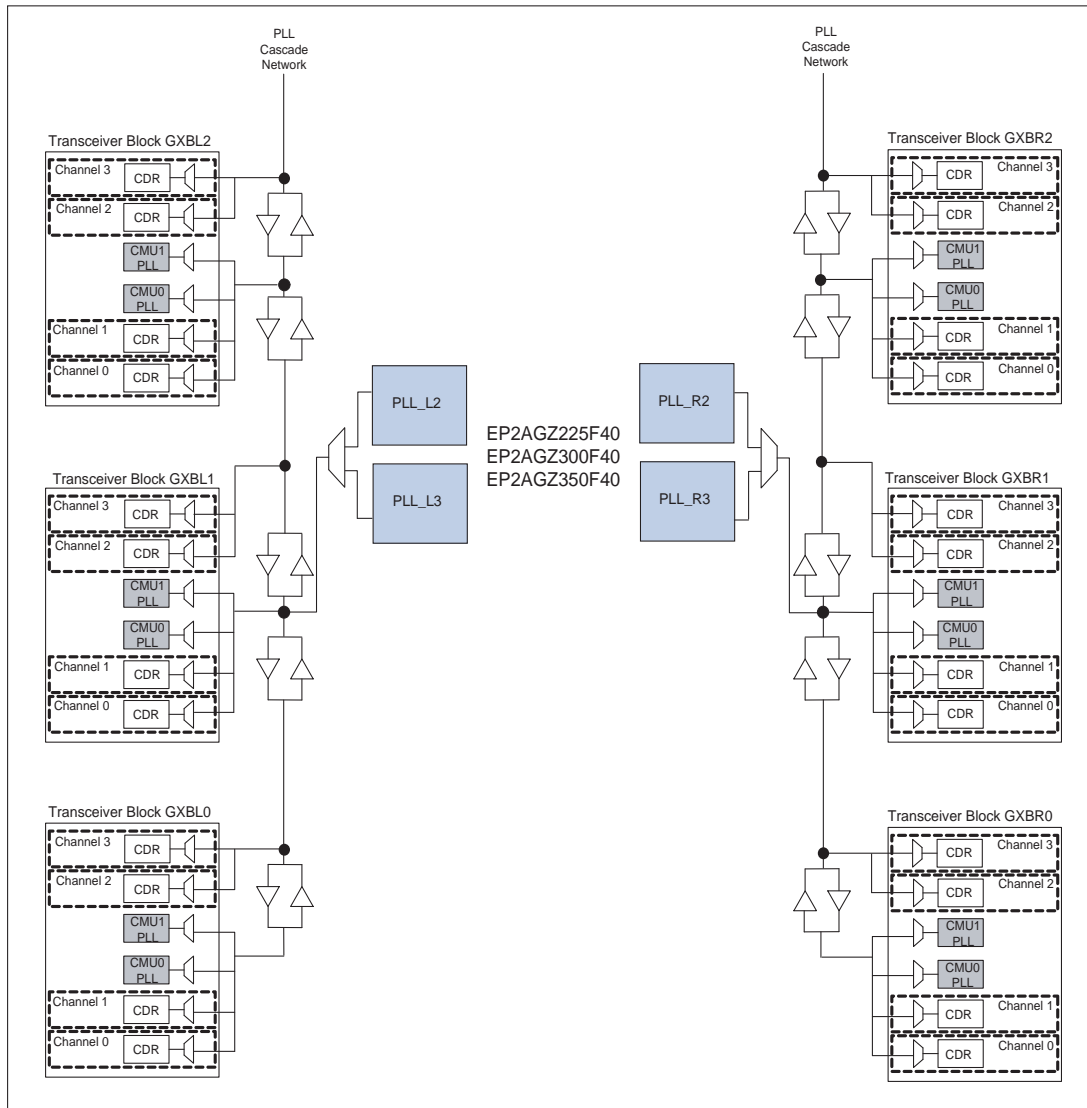 PLL
Cascade
Network
PLL
Cascade
Network
Transceiver Block GXBL2
Channel 3
CDR
Channel 2
CDR
CMU1
PLL
CMU0
PLL
Channel 1
CDR
Channel 0
CDR
Transceiver Block GXBR2
Channel 3
CDR
Channel 2
CDR
CMU1
PLL
CMU0
PLL
Channel 1
CDR
Channel 0
CDR
PLL_L2
PLL_L3
EP2AGZ225F40
EP2AGZ300F40
EP2AGZ350F40
PLL_R2
PLL_R3
Transceiver Block GXBL1
Channel 3
CDR
Channel 2
CDR
CMU1
PLL
CMU0
PLL
Channel 1
CDR
Channel 0
CDR
Transceiver Block GXBR1
Channel 3
CDR
Channel 2
CDR
CMU1
PLL
CMU0
PLL
Channel 1
CDR
Channel 0
CDR
Transceiver Block GXBL0
Channel 3
CDR
Channel 2
CDR
CMU1
PLL
CMU0
PLL
Channel 1
CDR
Channel 0
CDR
Transceiver Block GXBR0
Channel 3
CDR
Channel 2
CDR
CMU1
PLL
CMU0
PLL
Channel 1
CDR
Channel 0
CDR